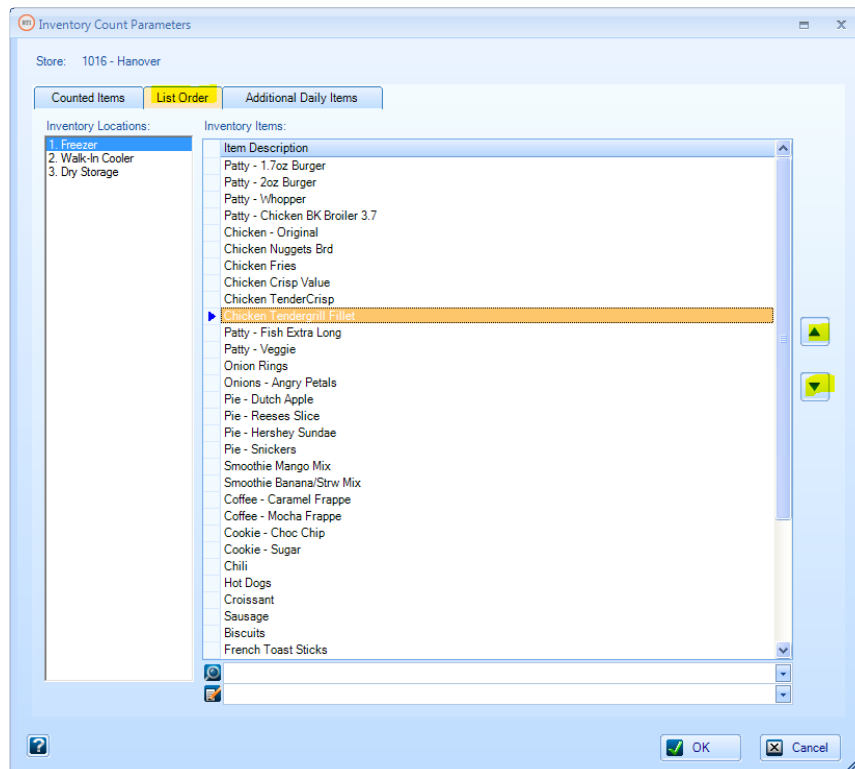 RTI Inventory Count Parameters
Store: 1016 - Hanover
Counted Items List Order Additional Daily Items
Inventory Locations:
1. Freezer
2. Walk-In Cooler
3. Dry Storage
Inventory Items:
Item Description
Patty - 1.7oz Burger
Patty - 2oz Burger
Patty - Whopper
Patty - Chicken BK Broiler 3.7
Chicken - Original
Chicken Nuggets Brd
Chicken Fries
Chicken Crisp Value
Chicken TenderCrisp
Chicken Tendergrill Fillet
Patty - Fish Extra Long
Patty - Veggie
Onion Rings
Onions - Angry Petals
Pie - Dutch Apple
Pie - Reeses Slice
Pie - Hershey Sundae
Pie - Snickers
Smoothie Mango Mix
Smoothie Banana/Strw Mix
Coffee - Caramel Frappe
Coffee - Mocha Frappe
Cookie - Choc Chip
Cookie - Sugar
Chili
Hot Dogs
Croissant
Sausage
Biscuits
French Toast Sticks
? OK Cancel